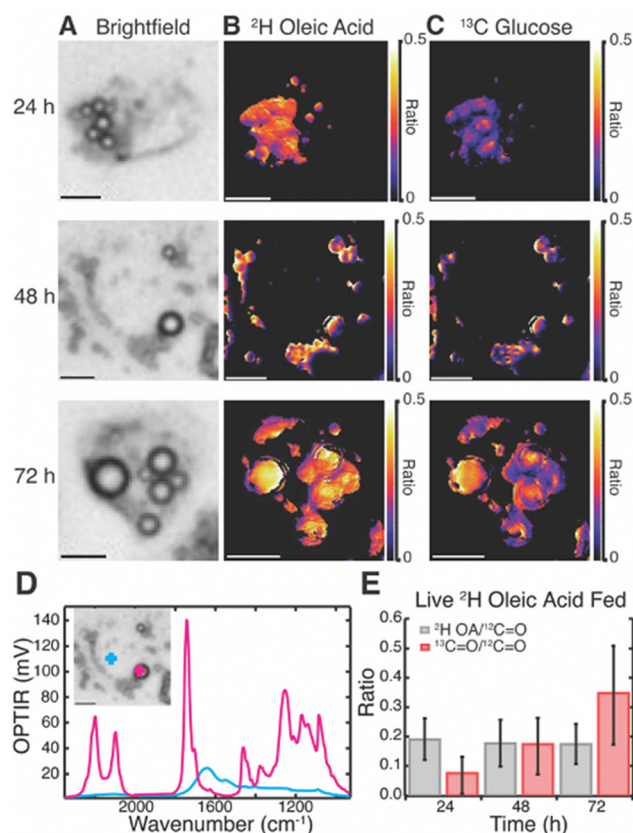 A Brightfield B ²H Oleic Acid C ¹³C Glucose
24 h
0.5
Ratio
0
0.5
Ratio
0
48 h
0.5
Ratio
0
0.5
Ratio
0
72 h
0.5
Ratio
0
0.5
Ratio
0
D
OPTIR (mV)
140
120
100
80
60
40
20
2000 1600 1200
Wavenumber (cm⁻¹)
E Live ²H Oleic Acid Fed
Ratio
0.6
0.5
0.4
0.3
0.2
0.1
0.0
²H OA/¹²C=O
¹³C=O/¹²C=O
24 48 72
Time (h)